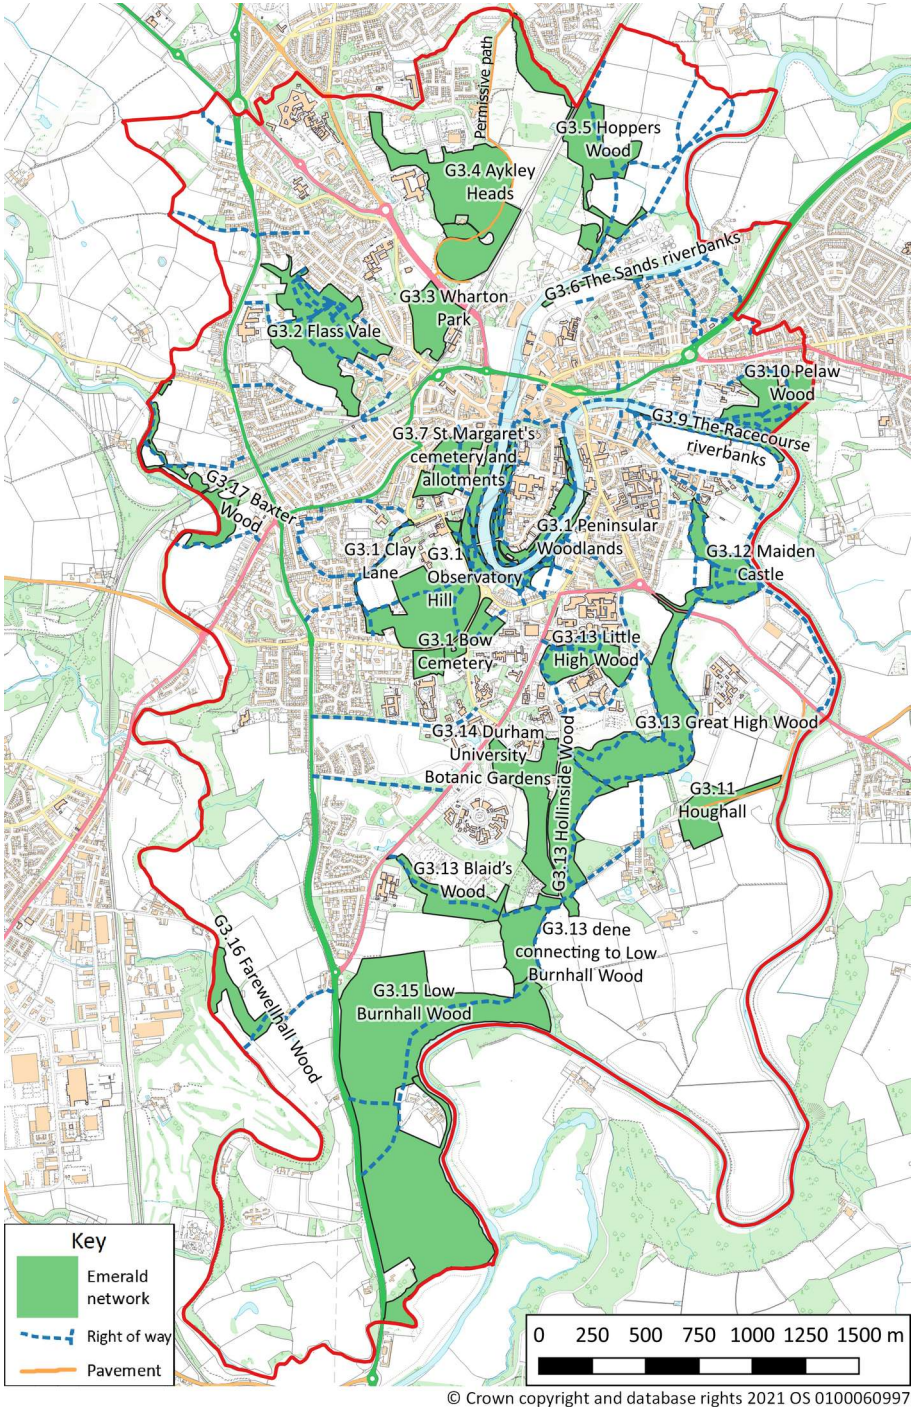 Permissive path
G3.5 Hoppers
Wood
G3.4 Aykley
Heads
G3.6 The Sands riverbanks
G3.3 Wharton
Park
G3.2 Flass Vale
G3.10 Pelaw
Wood
G3.9 The Racecourse
riverbanks
G3.7 St Margaret's
cemetery and
allotments
G3.17 Baxter
Wood
G3.1 Peninsular
Woodlands
G3.1 Clay
Lane
G3.1
Observatory
Hill
G3.12 Maiden
Castle
G3.1 Bow
Cemetery
G3.13 Little
High Wood
G3.13 Great High Wood
G3.14 Durham
University
Botanic Gardens
G3.13 Hollinside Wood
G3.11
Houghall
G3.13 Blaid's
Wood
G3.13 dene
connecting to Low
Burnhall Wood
G3.16 Farewellhall Wood
G3.15 Low
Burnhall Wood
Key
Emerald
network
Right of way
Pavement
0 250 500 750 1000 1250 1500 m
© Crown copyright and database rights 2021 OS 0100060997